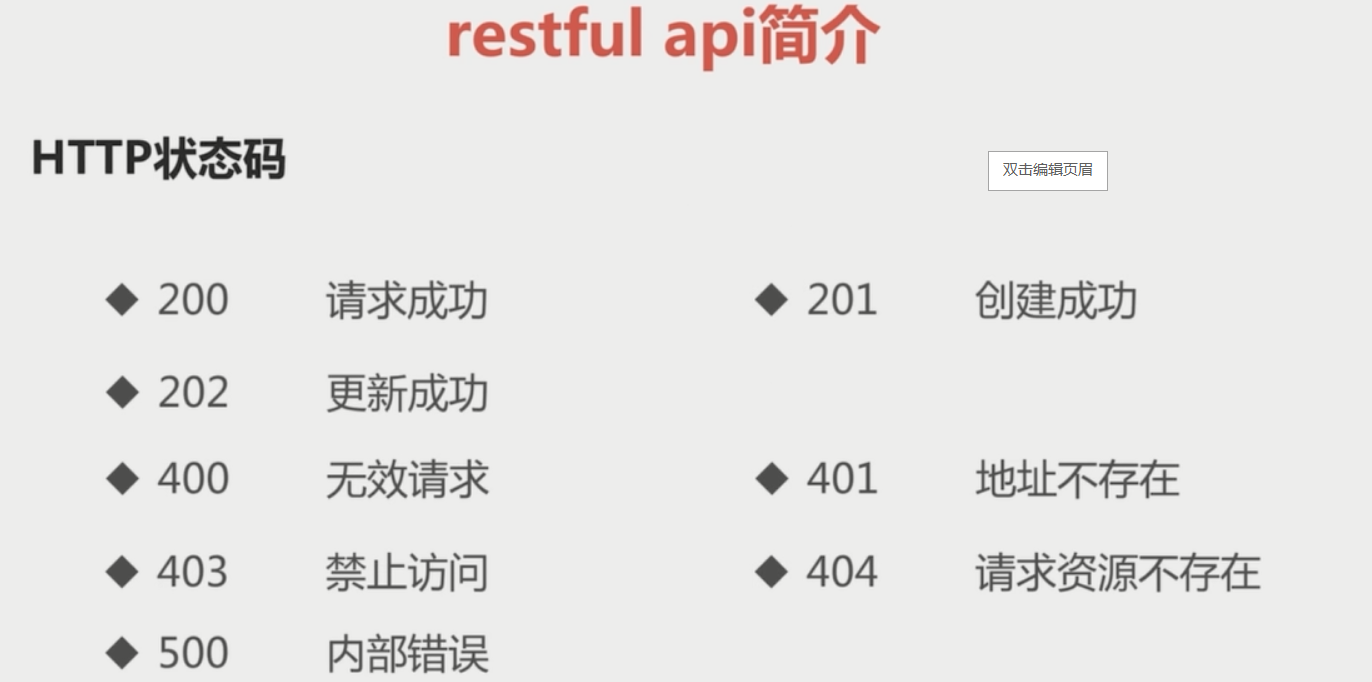 restful api简介
HTTP状态码
双击编辑页眉
◆ 200 请求成功
◆ 201 创建成功
◆ 202 更新成功
◆ 400 无效请求
◆ 401 地址不存在
◆ 403 禁止访问
◆ 404 请求资源不存在
◆ 500 内部错误